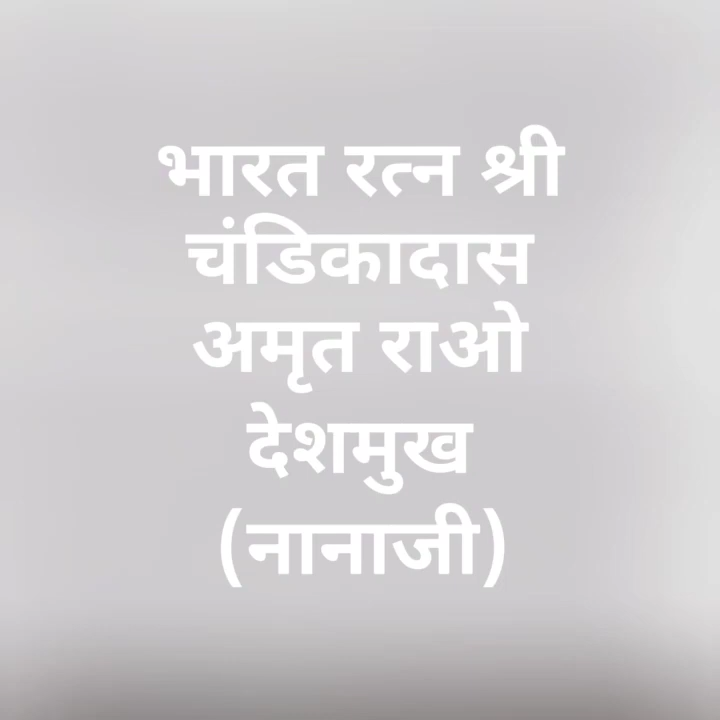 भारत रत्न श्री
चंडिकादास
अमृत राओ
देशमुख
(नानाजी)